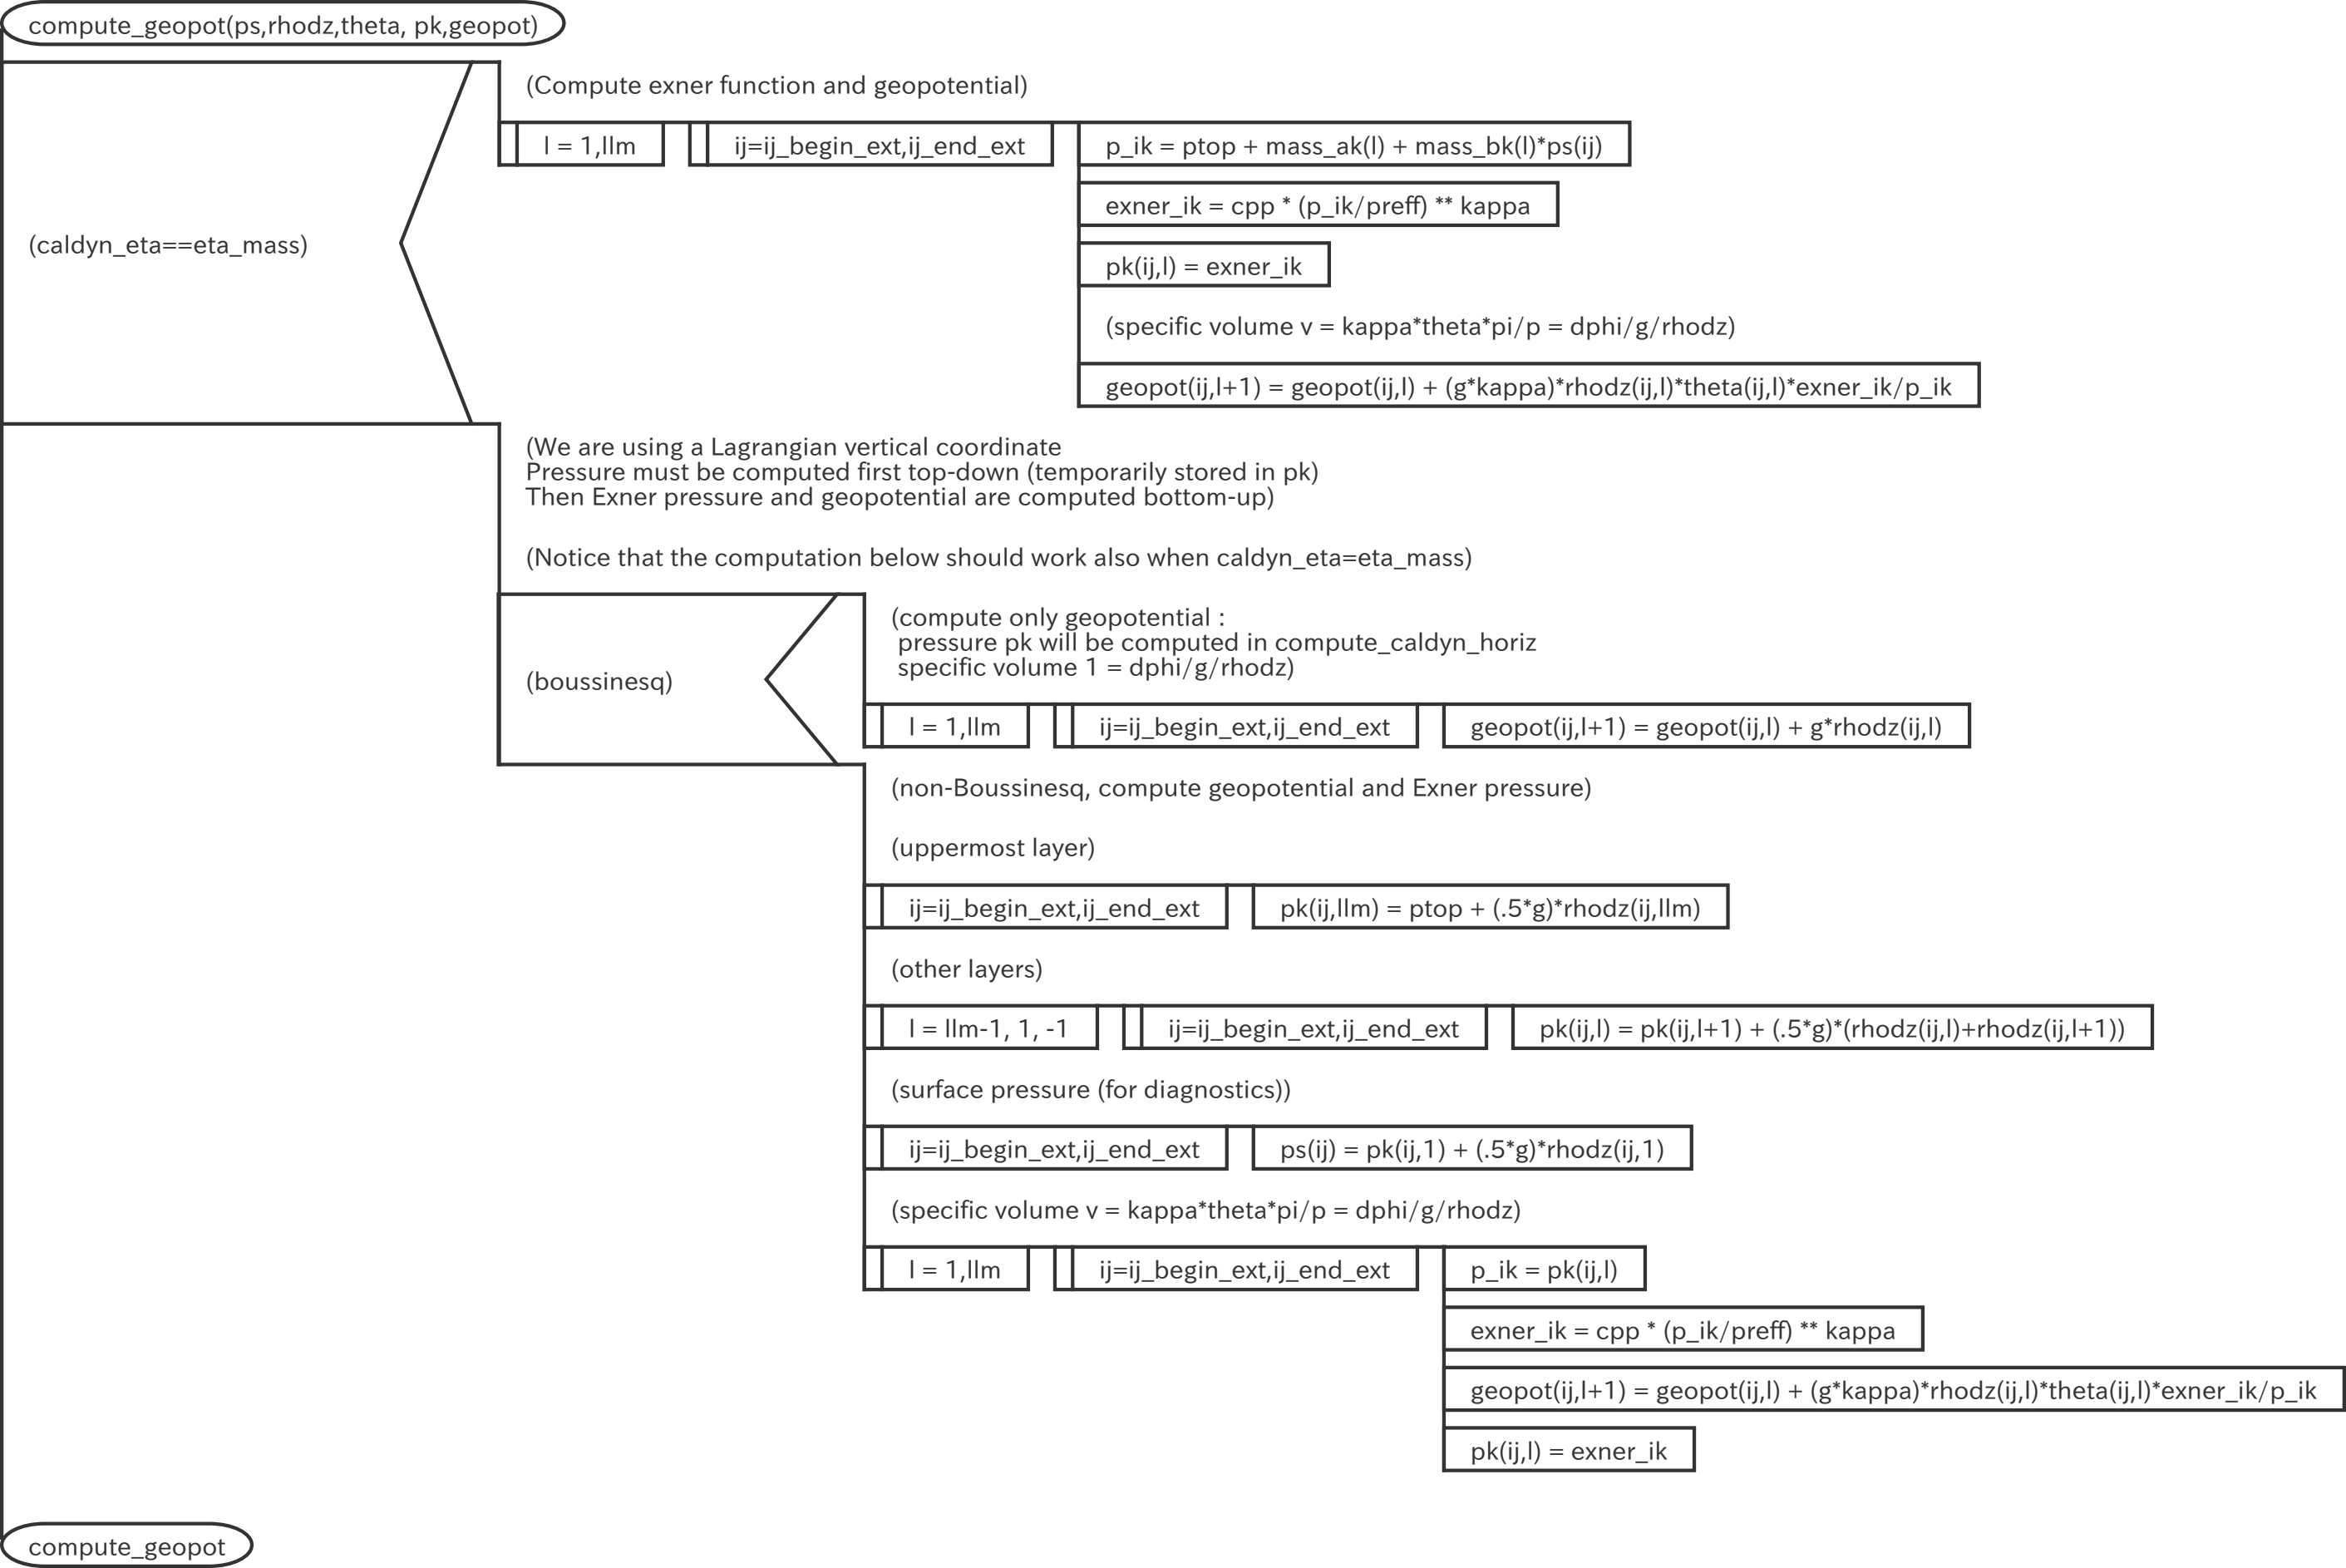 compute_geopot(ps,rhodz,theta, pk,geopot)
(caldyn_eta==eta_mass)
(Compute exner function and geopotential)
l = 1,llm
ij=ij_begin_ext,ij_end_ext
p_ik = ptop + mass_ak(l) + mass_bk(l)*ps(ij)
exner_ik = cpp * (p_ik/preff) ** kappa
pk(ij,l) = exner_ik
(specific volume v = kappa*theta*pi/p = dphi/g/rhodz)
geopot(ij,l+1) = geopot(ij,l) + (g*kappa)*rhodz(ij,l)*theta(ij,l)*exner_ik/p_ik
(We are using a Lagrangian vertical coordinate
Pressure must be computed first top-down (temporarily stored in pk)
Then Exner pressure and geopotential are computed bottom-up)
(Notice that the computation below should work also when caldyn_eta=eta_mass)
(boussinesq)
(compute only geopotential :
pressure pk will be computed in compute_caldyn_horiz
specific volume 1 = dphi/g/rhodz)
l = 1,llm
ij=ij_begin_ext,ij_end_ext
geopot(ij,l+1) = geopot(ij,l) + g*rhodz(ij,l)
(non-Boussinesq, compute geopotential and Exner pressure)
(uppermost layer)
ij=ij_begin_ext,ij_end_ext
pk(ij,llm) = ptop + (.5*g)*rhodz(ij,llm)
(other layers)
l = llm-1, 1, -1
ij=ij_begin_ext,ij_end_ext
pk(ij,l) = pk(ij,l+1) + (.5*g)*(rhodz(ij,l)+rhodz(ij,l+1))
(surface pressure (for diagnostics))
ij=ij_begin_ext,ij_end_ext
ps(ij) = pk(ij,1) + (.5*g)*rhodz(ij,1)
(specific volume v = kappa*theta*pi/p = dphi/g/rhodz)
l = 1,llm
ij=ij_begin_ext,ij_end_ext
p_ik = pk(ij,l)
exner_ik = cpp * (p_ik/preff) ** kappa
geopot(ij,l+1) = geopot(ij,l) + (g*kappa)*rhodz(ij,l)*theta(ij,l)*exner_ik/p_ik
pk(ij,l) = exner_ik
compute_geopot